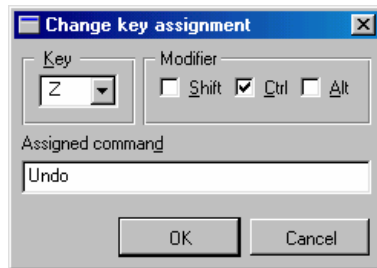 Change key assignment
Key
Modifier
Z
Shift
Ctrl
Alt
Assigned command
Undo
OK
Cancel